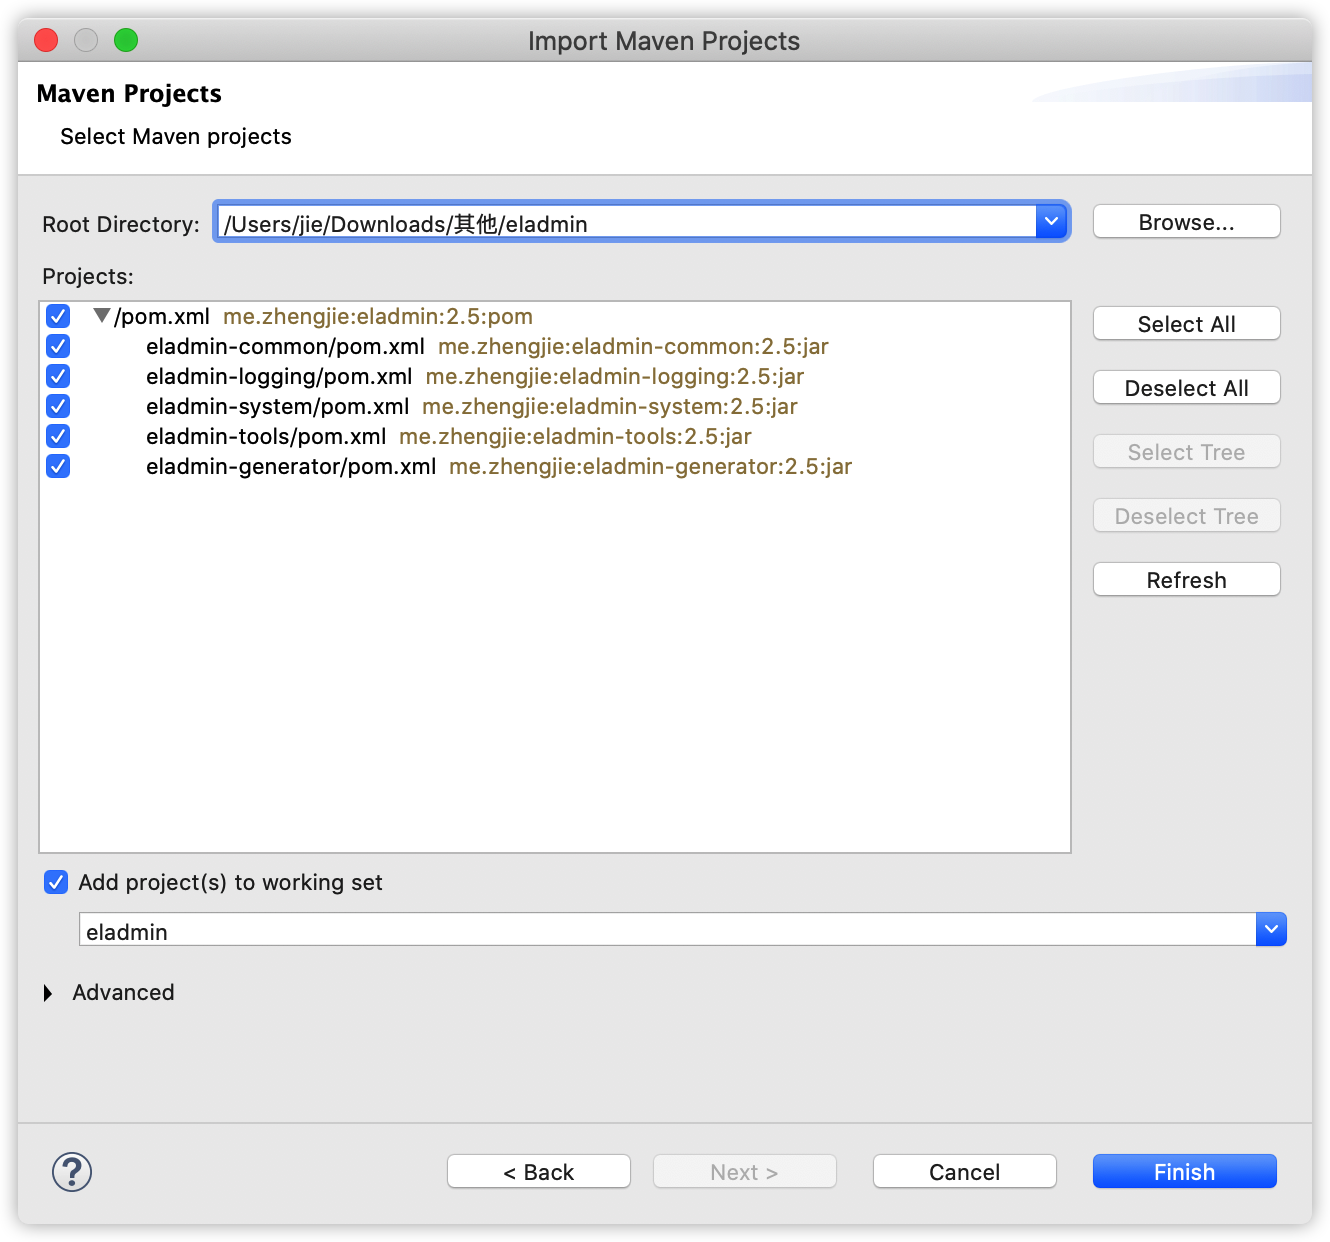 Import Maven Projects
Maven Projects
Select Maven projects
Root Directory: /Users/jie/Downloads/其他/eladmin Browse...
Projects:
/pom.xml me.zhengjie:eladmin:2.5:pom
eladmin-common/pom.xml me.zhengjie:eladmin-common:2.5:jar
eladmin-logging/pom.xml me.zhengjie:eladmin-logging:2.5:jar
eladmin-system/pom.xml me.zhengjie:eladmin-system:2.5:jar
eladmin-tools/pom.xml me.zhengjie:eladmin-tools:2.5:jar
eladmin-generator/pom.xml me.zhengjie:eladmin-generator:2.5:jar
Select All
Deselect All
Select Tree
Deselect Tree
Refresh
Add project(s) to working set
eladmin
Advanced
? < Back Next > Cancel Finish